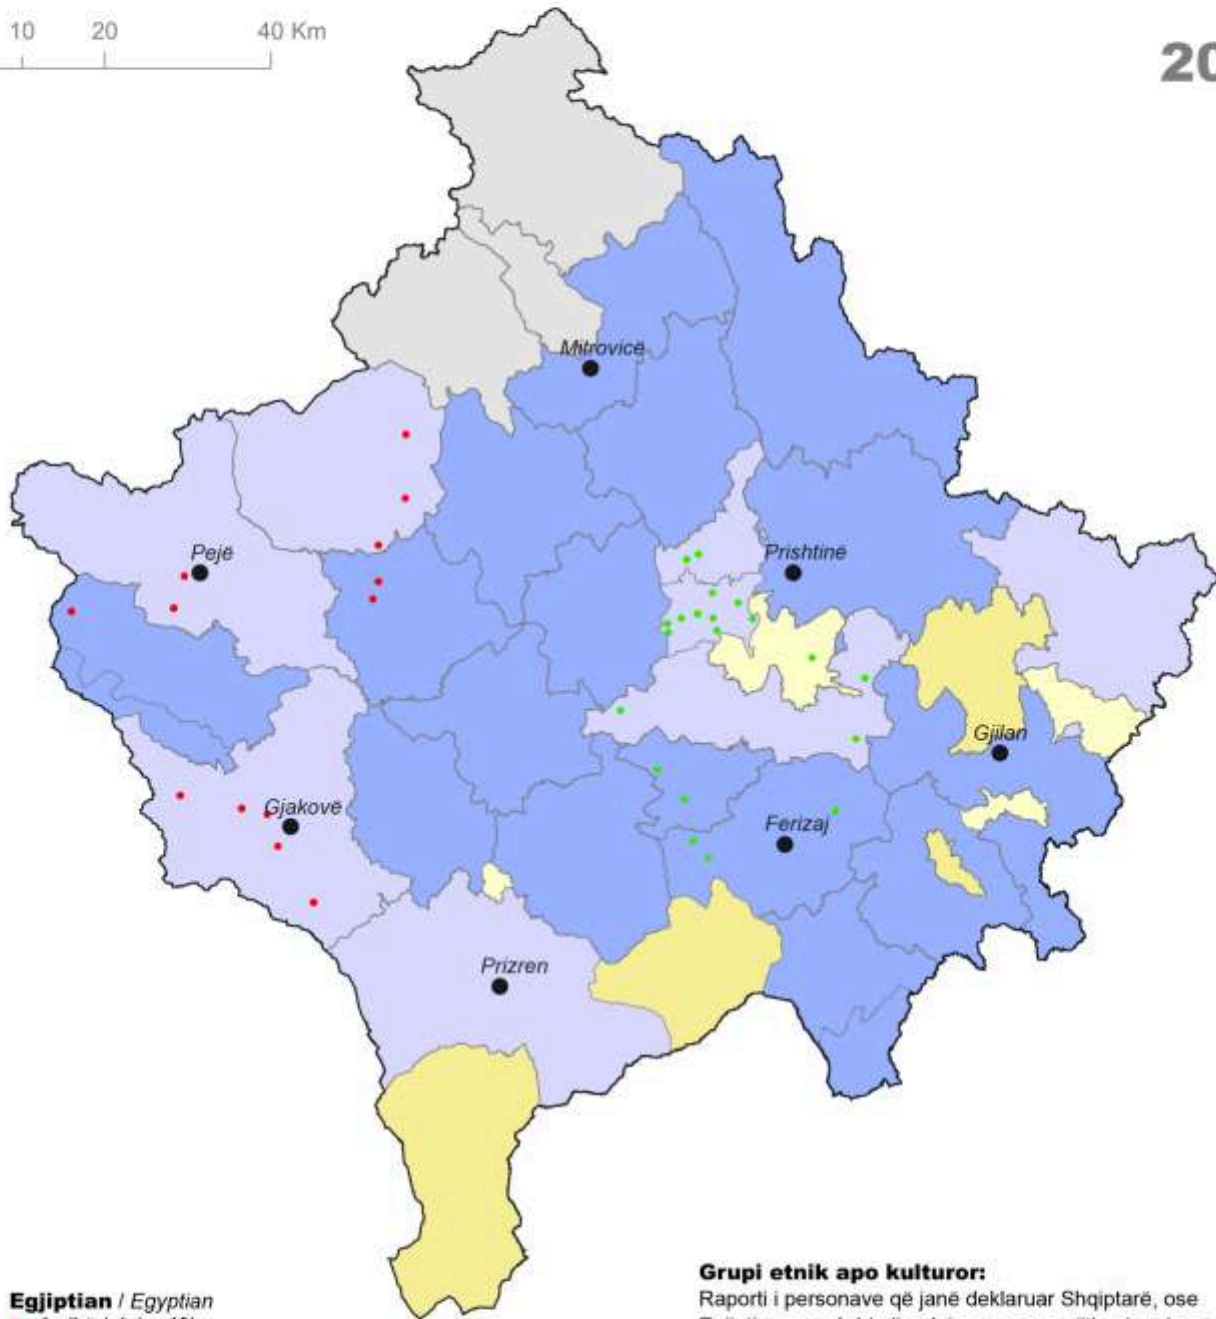 10 20 40 Km
20
Mitrovicë
Pejë
Prishtinë
Gjilan
Gjakovë
Ferizaj
Prizren
Egjiptian / Egyptian
Grupi etnik apo kulturor:
Raporti i personave që janë deklaruar Shqiptarë, ose